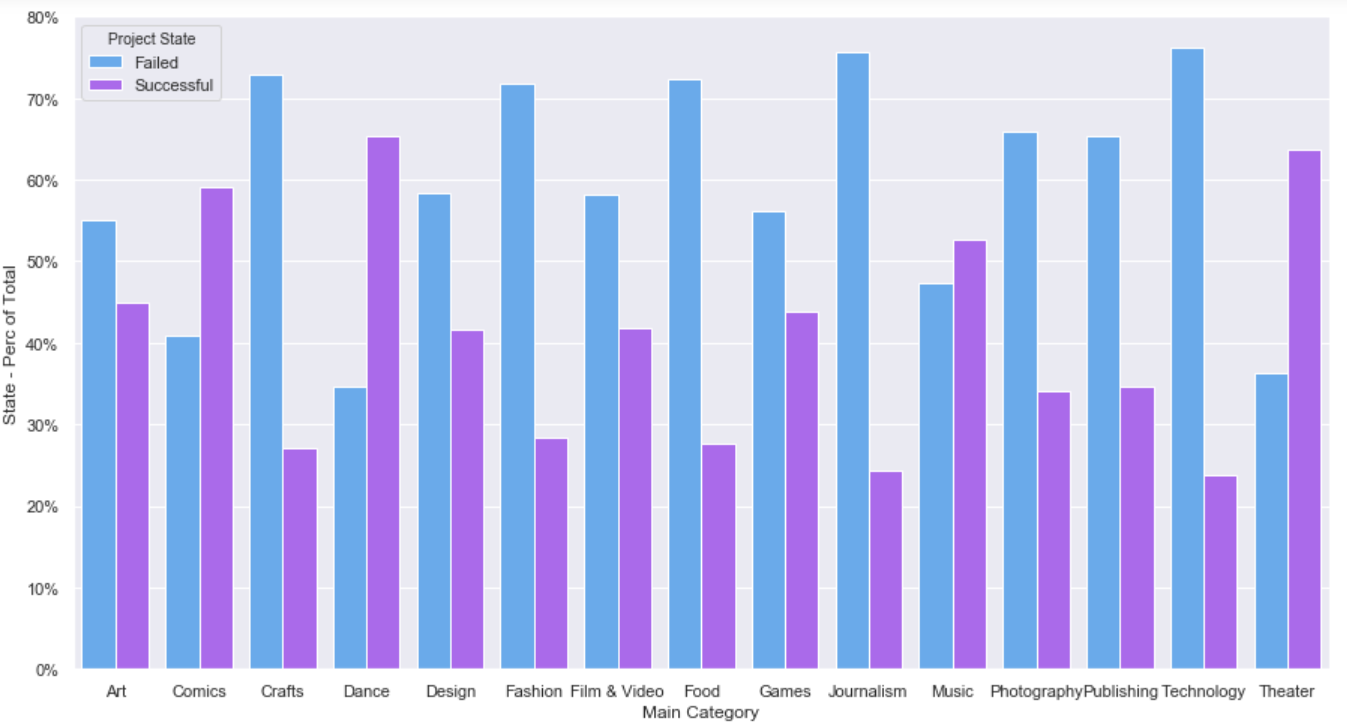 80%
Project State
Failed
Successful
70%
60%
50%
40%
30%
20%
10%
0%
State - Perc of Total
Art Comics Crafts Dance Design Fashion Film & Video Food Games Journalism Music Photography Publishing Technology Theater
Main Category